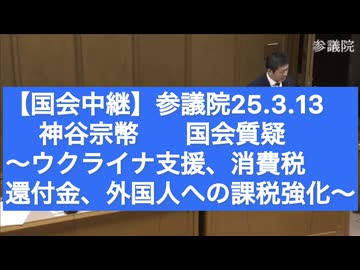 参議院
【国会中継】参議院25.3.13
神谷宗幣　国会質疑
〜ウクライナ支援、消費税
還付金、外国人への課税強化〜